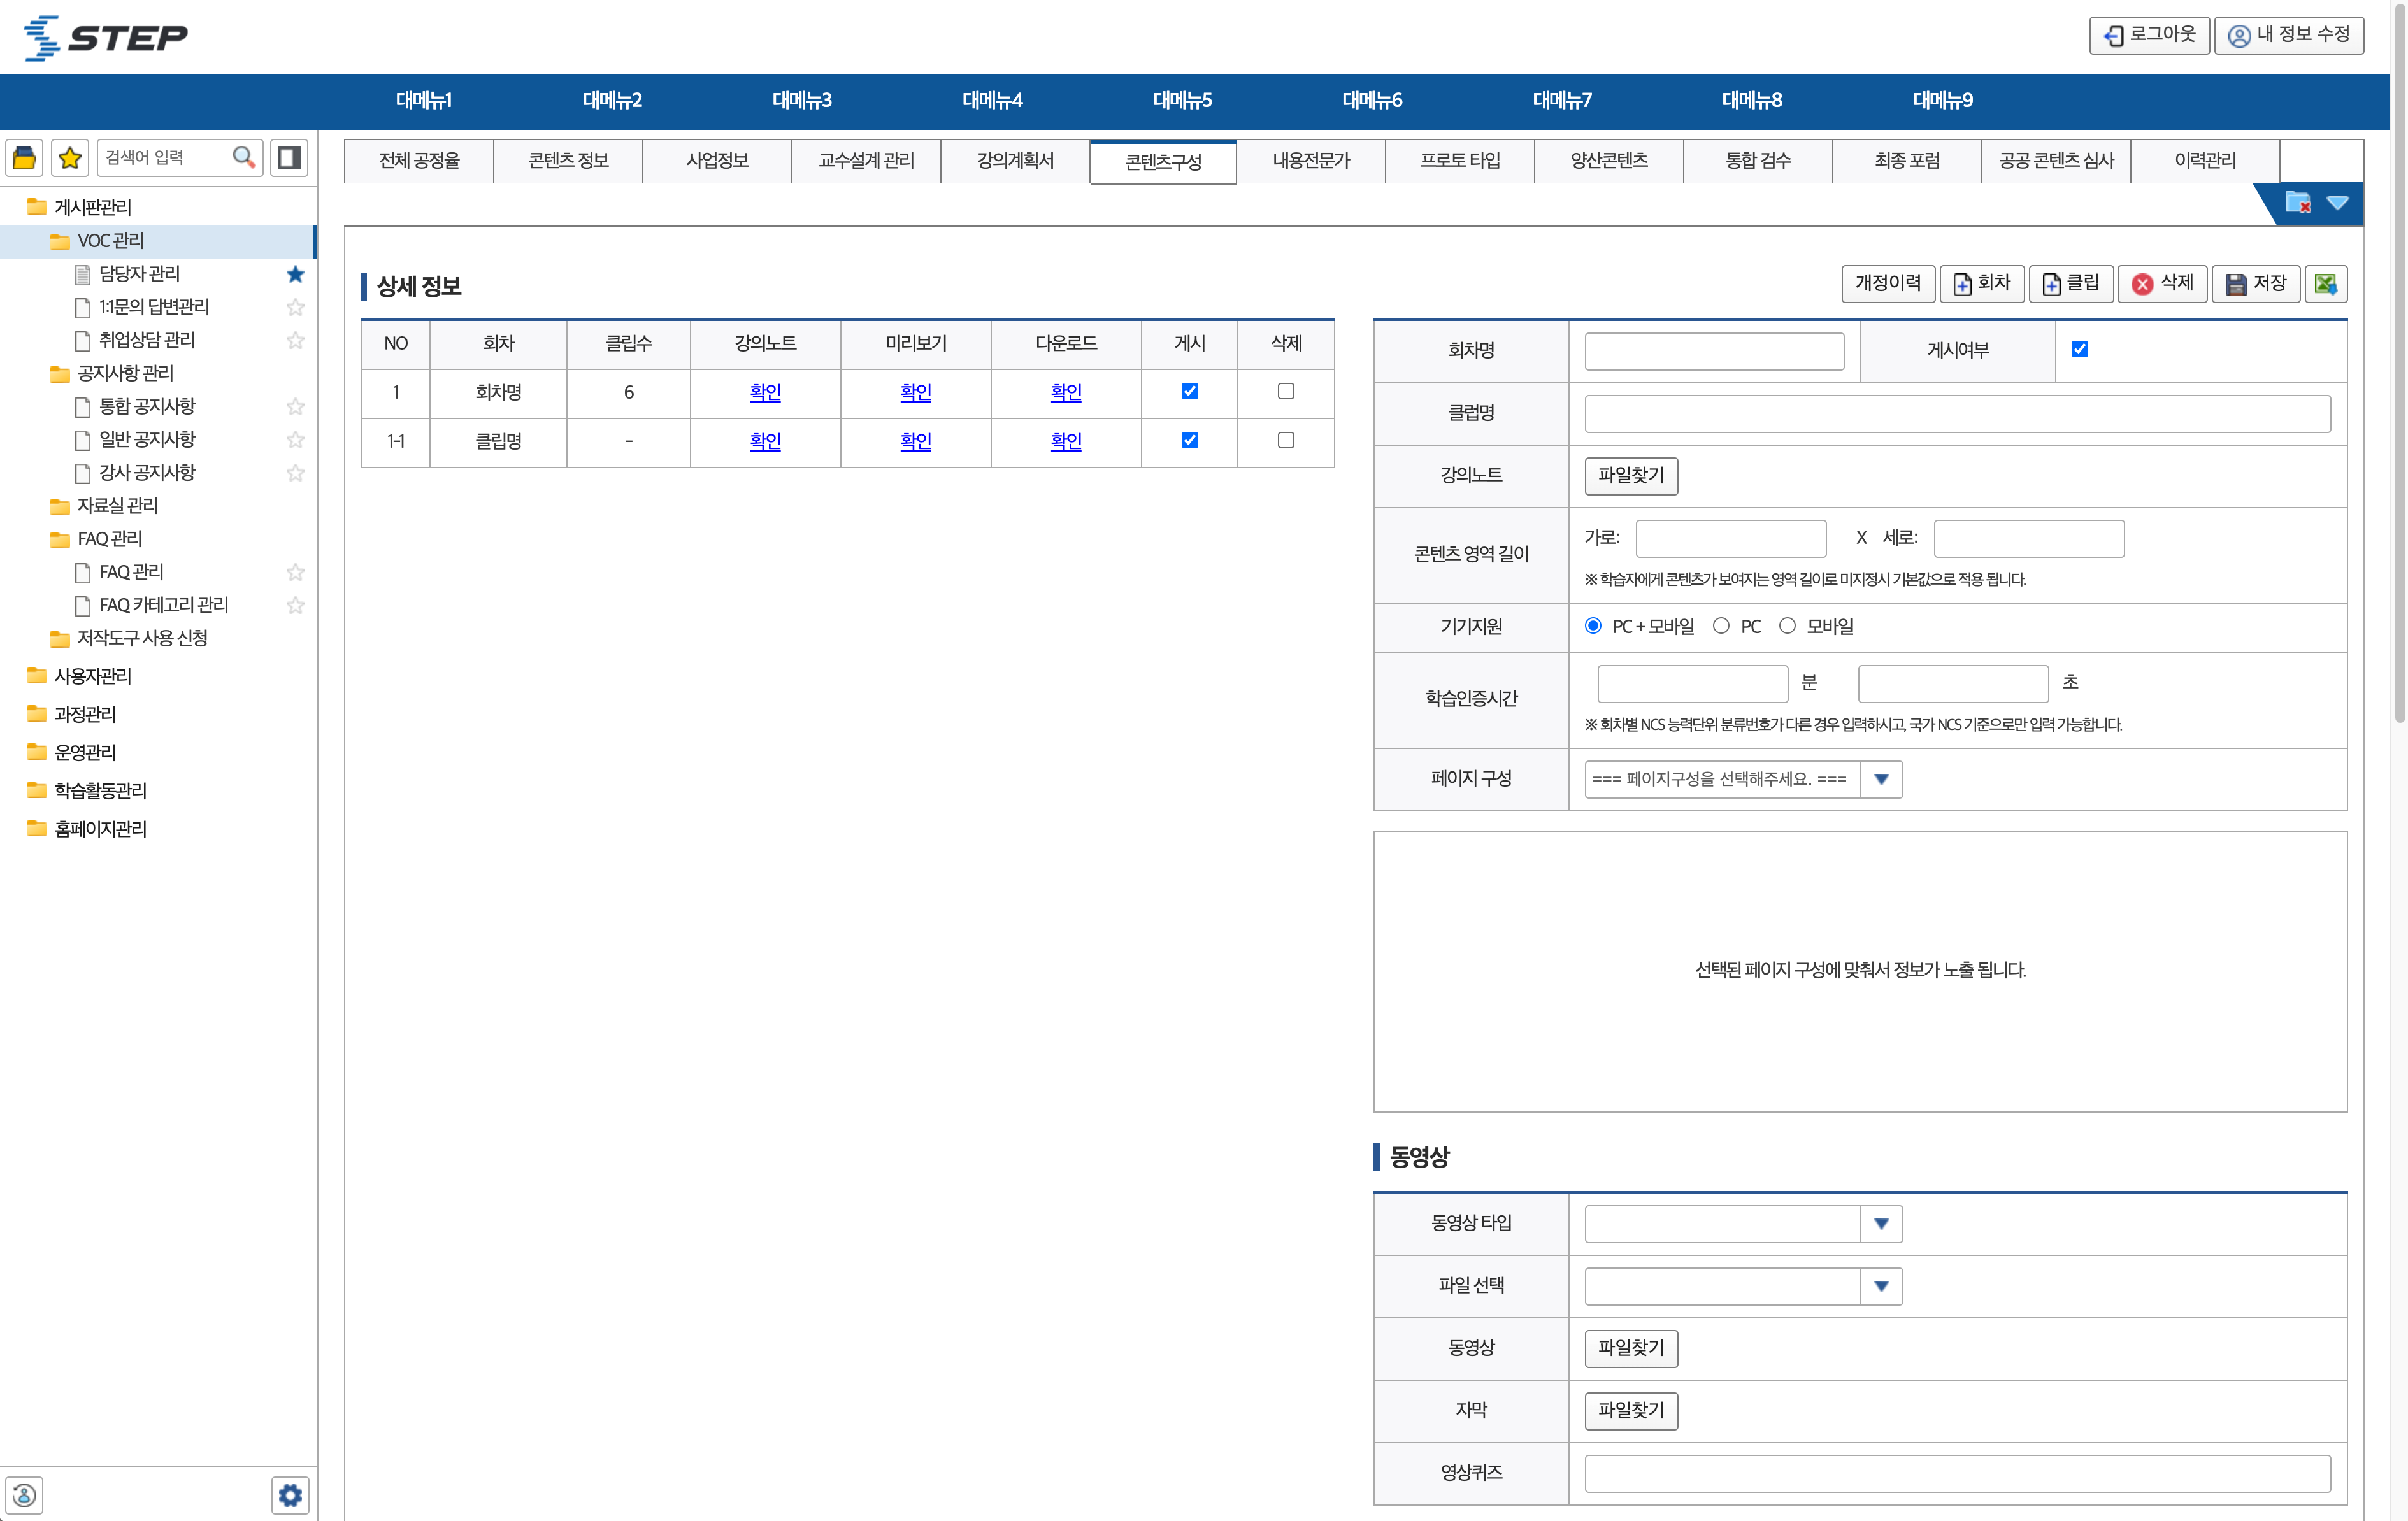 STEP
로그아웃 내 정보 수정
대메뉴1 대메뉴2 대메뉴3 대메뉴4 대메뉴5 대메뉴6 대메뉴7 대메뉴8 대메뉴9
검색어 입력
게시판관리
VOC 관리
담당자 관리
1:1문의 답변관리
취업상담 관리
공지사항 관리
통합 공지사항
일반 공지사항
강사 공지사항
자료실 관리
FAQ 관리
FAQ 관리
FAQ 카테고리 관리
저작도구 사용 신청
사용자관리
과정관리
운영관리
학습활동관리
홈페이지관리
전체 공정율 콘텐츠 정보 사업정보 교수설계 관리 강의계획서 콘텐츠구성 내용전문가 프로토 타입 양산콘텐츠 통합 검수 최종 포럼 공공 콘텐츠 심사 이력관리
상세 정보
개정이력 회차 클립 삭제 저장
NO 회차 클립수 강의노트 미리보기 다운로드 게시 삭제
1 회차명 6 확인 확인 확인
1-1 클립명 - 확인 확인 확인
회차명 게시여부
클럽명
강의노트 파일찾기
콘텐츠 영역 길이 가로: X 세로:
※ 학습자에게 콘텐츠가 보여지는 영역 길이로 미지정시 기본값으로 적용 됩니다.
기기지원 PC + 모바일 PC 모바일
학습인증시간 분 초
※ 회차별 NCS 능력단위 분류번호가 다른 경우 입력하시고, 국가 NCS 기준으로만 입력 가능합니다.
페이지 구성 === 페이지구성을 선택해주세요. ===
선택된 페이지 구성에 맞춰서 정보가 노출 됩니다.
동영상
동영상 타입
파일 선택
동영상 파일찾기
자막 파일찾기
영상퀴즈